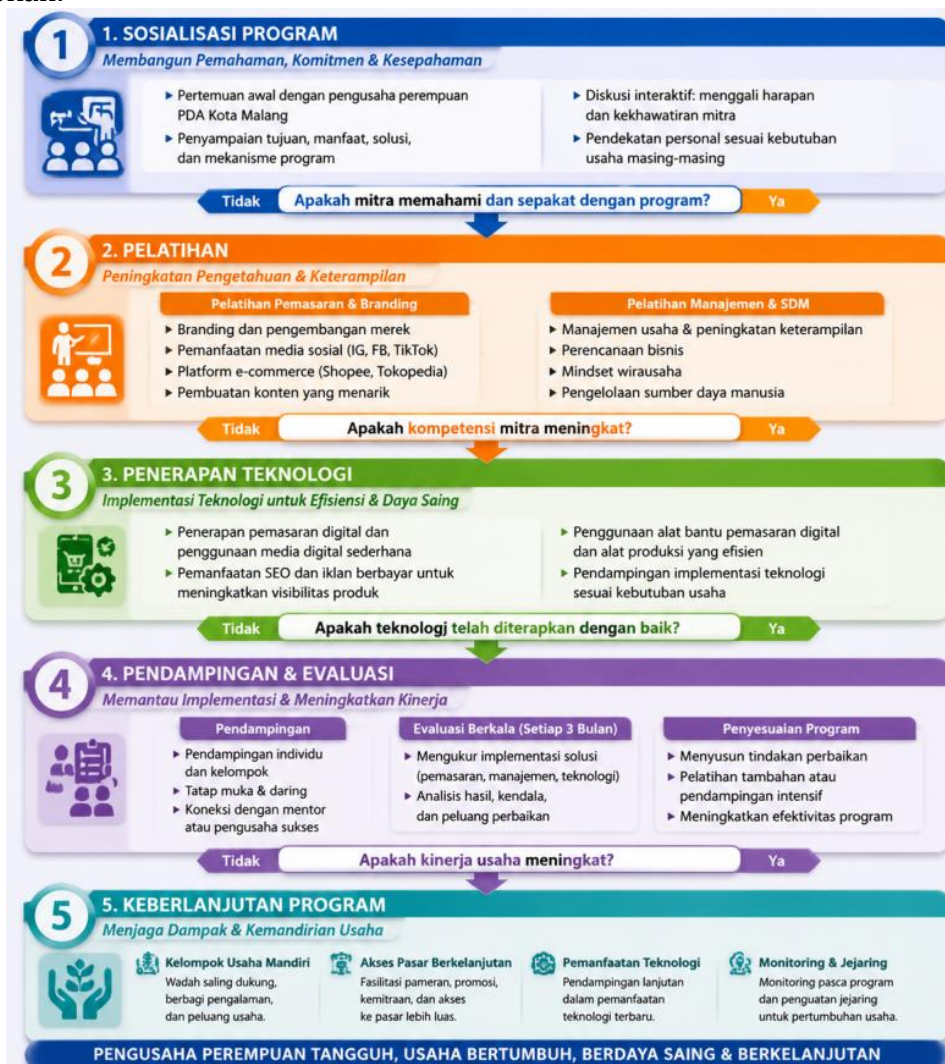 1
1. SOSIALISASI PROGRAM
Membangun Pemahaman, Komitmen & Kesepahaman
▸ Pertemuan awal dengan pengusaha perempuan
PDA Kota Malang
▸ Penyampaian tujuan, manfaat, solusi,
dan mekanisme program
▸ Diskusi interaktif: menggali harapan
dan kekhawatiran mitra
▸ Pendekatan personal sesuai kebutuhan
usaha masing-masing
Tidak
Apakah mitra memahami dan sepakat dengan program?
Ya
2
2. PELATIHAN
Peningkatan Pengetahuan & Keterampilan
Pelatihan Pemasaran & Branding
▸ Branding dan pengembangan merek
▸ Pemanfaatan media sosial (IG, FB, TikTok)
▸ Platform e-commerce (Shopee, Tokopedia)
▸ Pembuatan konten yang menarik
Pelatihan Manajemen & SDM
▸ Manajemen usaha & peningkatan keterampilan
▸ Perencanaan bisnis
▸ Mindset wirausaha
▸ Pengelolaan sumber daya manusia
Tidak
Apakah kompetensi mitra meningkat?
Ya
3
3. PENERAPAN TEKNOLOGI
Implementasi Teknologi untuk Efisiensi & Daya Saing
▸ Penerapan pemasaran digital dan
penggunaan media digital sederhana
▸ Pemanfaatan SEO dan iklan berbayar untuk
meningkatkan visibilitas produk
▸ Penggunaan alat bantu pemasaran digital
dan alat produksi yang efisien
▸ Pendampingan implementasi teknologi
sesuai kebutuban usaha
Tidak
Apakah teknologj telah diterapkan dengan baik?
Ya
4
4. PENDAMPINGAN & EVALUASI
Memantau Implementasi & Meningkatkan Kinerja
Pendampingan
▸ Pendampingan individu
dan kelompok
▸ Tatap muka & daring
▸ Koneksi dengan mentor
atau pengusaha sukses
Evaluasi Berkala (Setiap 3 Bulan)
▸ Mengukur implementasi solusi
(pemasaran, manajemen, teknologi)
▸ Analisis hasil, kendala,
dan peluang perbaikan
Penyesuaian Program
▸ Menyusun tindakan perbaikan
▸ Pelatihan tambahan atau
pendampingan intensif
▸ Meningkatkan efektivitas program
Tidak
Apakah kinerja usaha meningkat?
Ya
5
5. KEBERLANJUTAN PROGRAM
Menjaga Dampak & Kemandirian Usaha
Kelompok Usaha Mandiri
Wadah saling dukung,
berbagi pengalaman,
dan peluang usaha.
Akses Pasar Berkelanjutan
Fasilitasi pameran, promosi,
kemitraan, dan akses
ke pasar lebih luas.
Pemanfaatan Teknologi
Pendampingan lanjutan
dalam pemanfaatan
teknologi terbaru.
Monitoring & Jejaring
Monitoring pasca program
dan penguatan jejaring
untuk pertumbuhan usaha.
PENGUSAHA PEREMPUAN TANGGUH, USAHA BERTUMBUH, BERDAYA SAING & BERKELANJUTAN